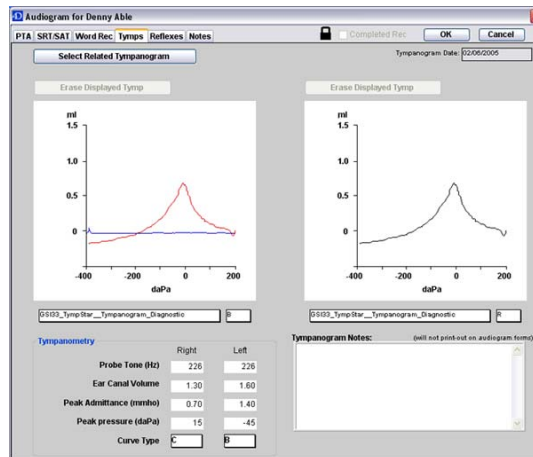 Audiogram for Denny Able
PTA SRT/SAT Word Rec Tymps Reflexes Notes
Completed Rec
OK
Cancel
Select Related Tympanogram
Tympanogram Date: 02/06/2005
Erase Displayed Tymp
Erase Displayed Tymp
ml
1.5
1.0
0.5
0
-400 -200 0 200
daPa
ml
1.5
1.0
0.5
0
-400 -200 0 200
daPa
GSI33_TympStar__Tympanogram_Diagnostic
B
GSI33_TympStar__Tympanogram_Diagnostic
R
Tympanometry
Right Left
Probe Tone (Hz) 226 226
Ear Canal Volume 1.30 1.60
Peak Admittance (mmho) 0.70 1.40
Peak pressure (daPa) 15 -45
Curve Type C B
Tympanogram Notes: (will not print-out on audiogram forms)